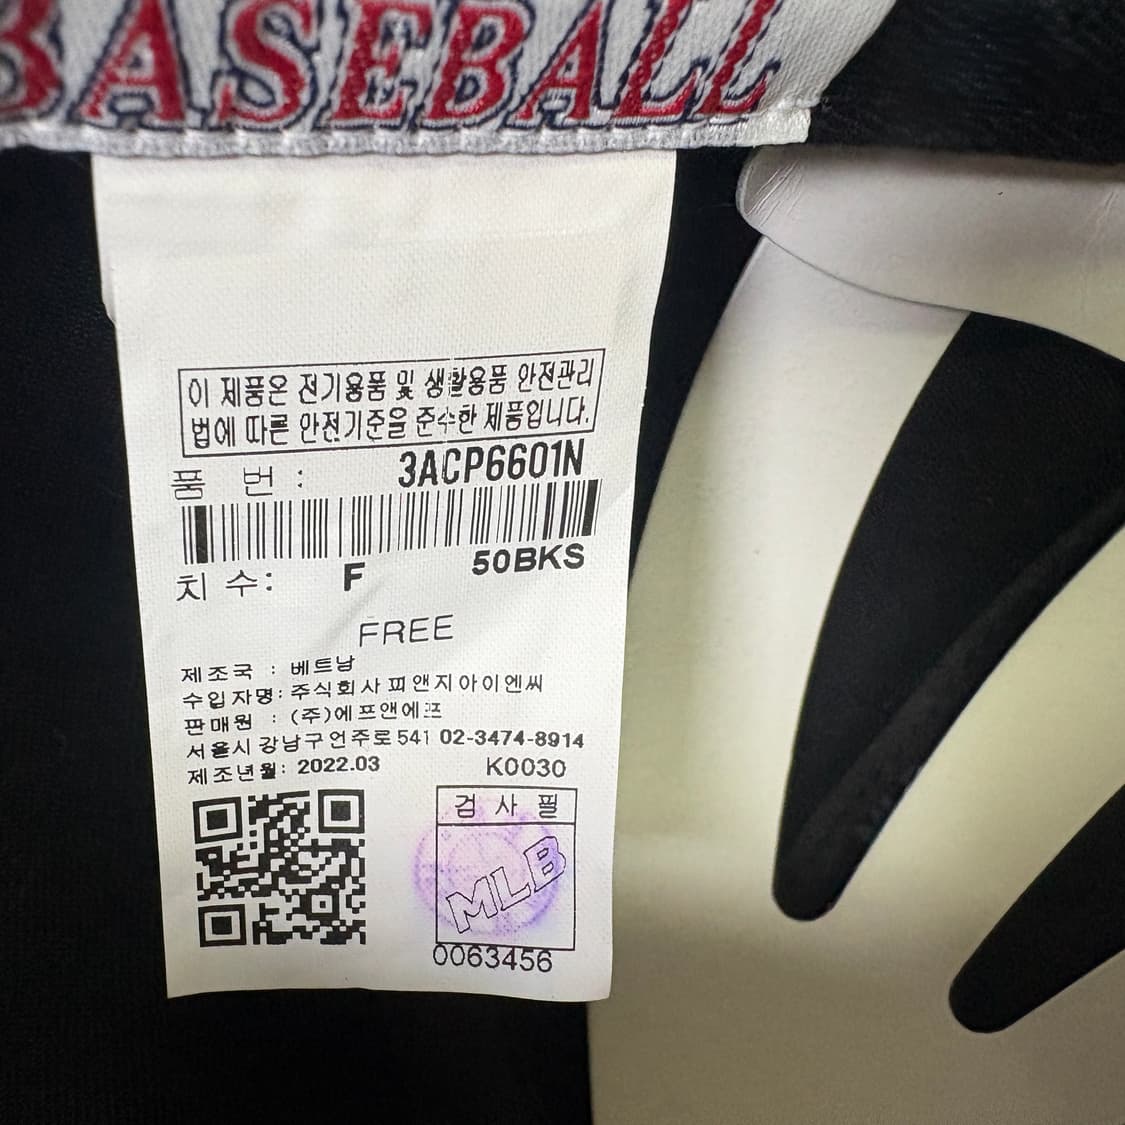 BASEBALL
이 제품은 전기용품 및 생활용품 안전관리
법에 따른 안전기준을 준수한 제품입니다.
품 번 : 3ACP6601N
치 수: F 50BKS
FREE
제조국 : 베트남
수입자명: 주식회사 피앤지아이엔씨
판매원 : (주)에프앤에프
서울시 강남구 언주로 541 02-3474-8914
제조년월: 2022.03 K0030
검 사 필
MLB
0063456